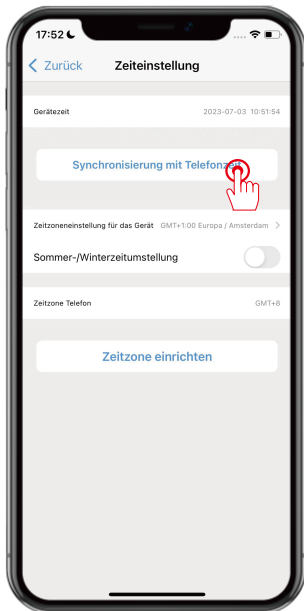 17:52
Zurück Zeiteinstellung
Gerätezeit 2023-07-03 10:51:54
Synchronisierung mit
Zeitzoneneinstellung für das Gerät GMT+1:00 Europa / Amsterdam
Sommer-/Winterzeitumstellung
Zeitzone Telefon GMT+8
Zeitzone einrichten